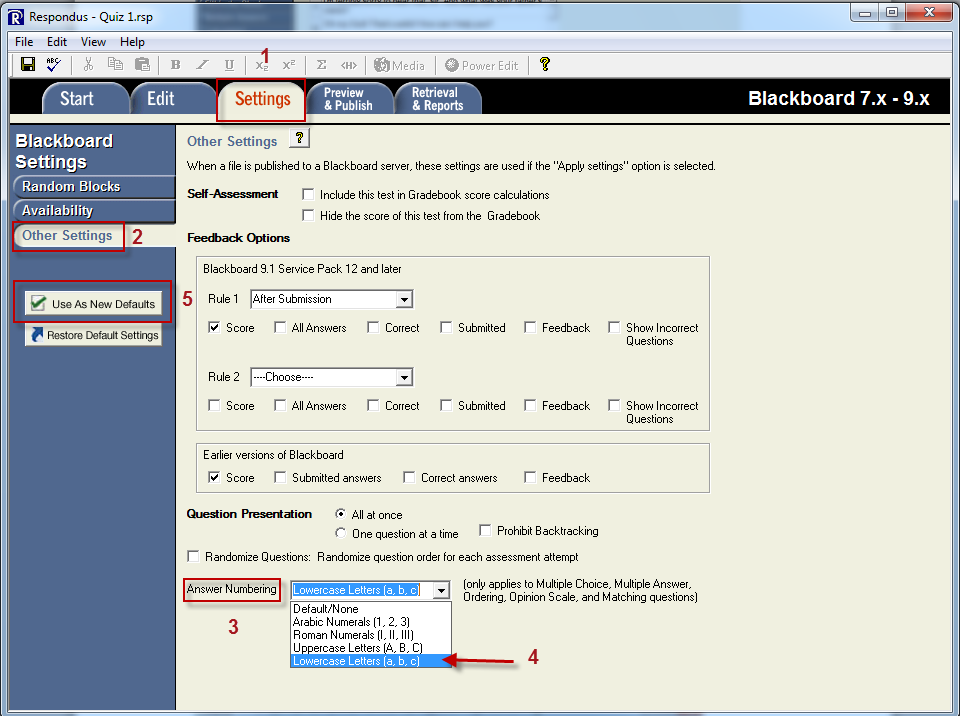 Respondus - Quiz 1.rsp
File Edit View Help
ABC B I U X₂ X² Σ <H> Media Power Edit ?
1
Start Edit Settings Preview & Publish Retrieval & Reports Blackboard 7.x - 9.x
Blackboard Settings
Random Blocks
Availability
Other Settings 2
Use As New Defaults 5
Restore Default Settings
Other Settings ?
When a file is published to a Blackboard server, these settings are used if the "Apply settings" option is selected.
Self-Assessment Include this test in Gradebook score calculations
Hide the score of this test from the Gradebook
Feedback Options
Blackboard 9.1 Service Pack 12 and later
Rule 1 After Submission
Score All Answers Correct Submitted Feedback Show Incorrect Questions
Rule 2 ----Choose----
Score All Answers Correct Submitted Feedback Show Incorrect Questions
Earlier versions of Blackboard
Score Submitted answers Correct answers Feedback
Question Presentation All at once
One question at a time Prohibit Backtracking
Randomize Questions: Randomize question order for each assessment attempt
Answer Numbering Lowercase Letters (a, b, c) (only applies to Multiple Choice, Multiple Answer,
Ordering, Opinion Scale, and Matching questions)
3
Default/None
Arabic Numerals (1, 2, 3)
Roman Numerals (I, II, III)
Uppercase Letters (A, B, C)
Lowercase Letters (a, b, c) 4